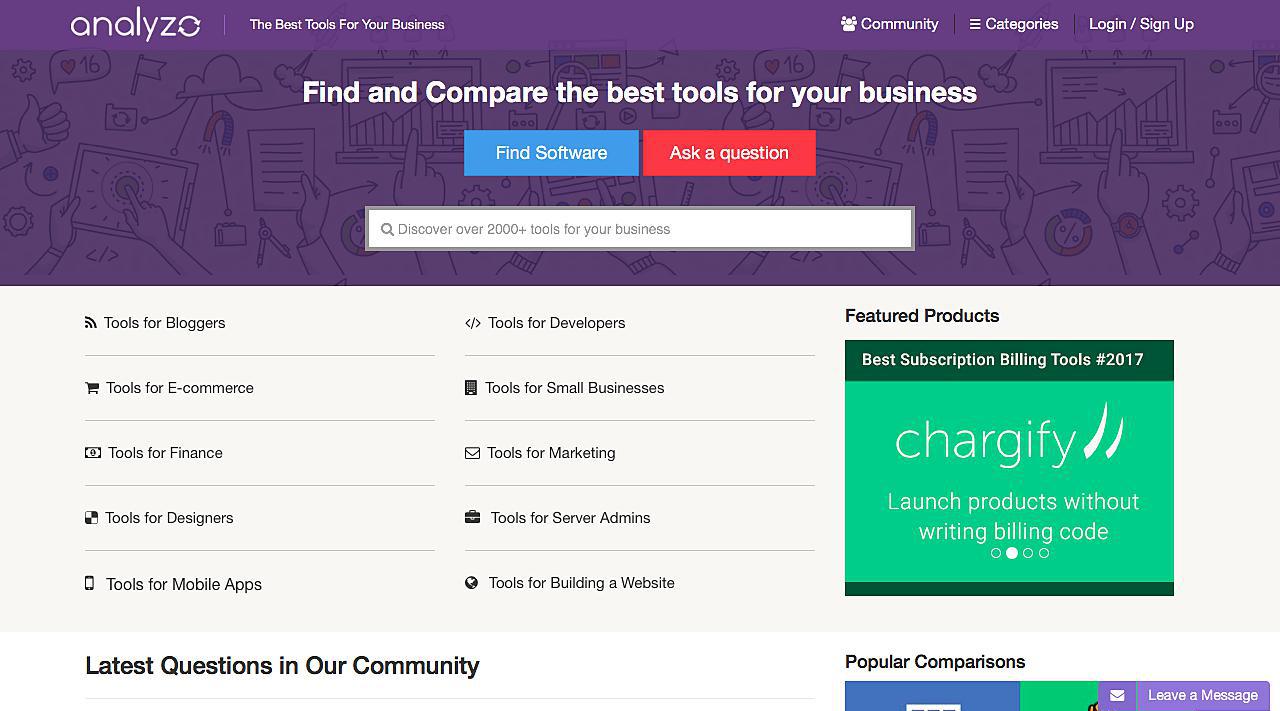 analyzo
The Best Tools For Your Business
Community
Categories
Login / Sign Up
16
16
Find and Compare the best tools for your business
Find Software
Ask a question
Discover over 2000+ tools for your business
Tools for Bloggers
Tools for Developers
Tools for E-commerce
Tools for Small Businesses
Tools for Finance
Tools for Marketing
Tools for Designers
Tools for Server Admins
Tools for Mobile Apps
Tools for Building a Website
Featured Products
Best Subscription Billing Tools #2017
chargify
Launch products without
writing billing code
Latest Questions in Our Community
Popular Comparisons
Leave a Message